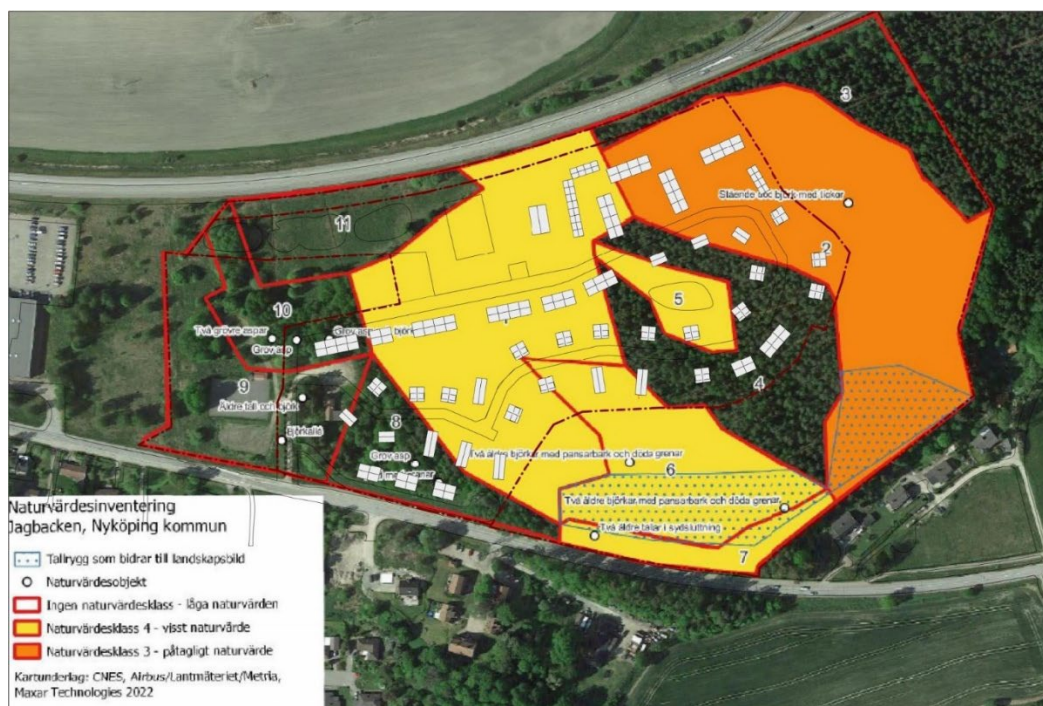 3
Stående död björk med tickor
2
11
5
10
Två grövre aspar
Grov asp
Grov asp
4
9
Äldre tall och björk
8
Björkallé
Grov asp
Två äldre björkar med pansarbark och döda grenar
6
Två äldre björkar med pansarbark och döda grenar
Två äldre tallar i sydsluttning
7
Naturvärdesinventering
Jagbacken, Nyköping kommun
Tallrygg som bidrar till landskapsbild
Naturvärdesobjekt
Ingen naturvärdesklass - låga naturvärden
Naturvärdesklass 4 - visst naturvärde
Naturvärdesklass 3 - påtagligt naturvärde
Kartunderlag: CNES, Airbus/Lantmäteriet/Metria,
Maxar Technologies 2022